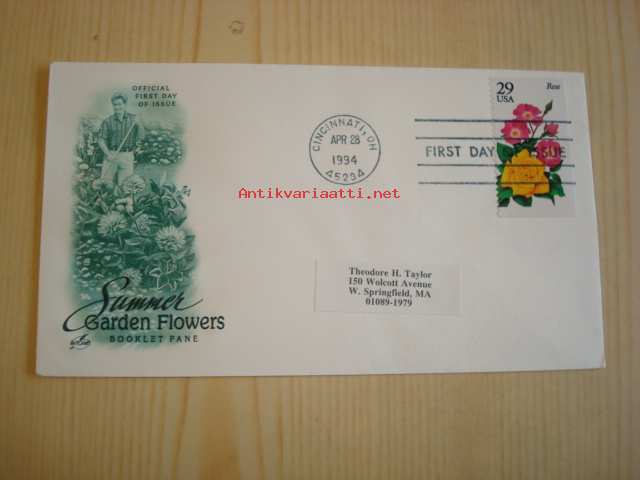 OFFICIAL
FIRST DAY
OF ISSUE
Summer
Garden Flowers
BOOKLET PANE
CINCINNATI, OH
APR 28
1994
45234
FIRST DAY OF ISSUE
29
USA
Rose
Antikvariaatti.net
Theodore H. Taylor
150 Wolcott Avenue
W. Springfield, MA
01089-1979